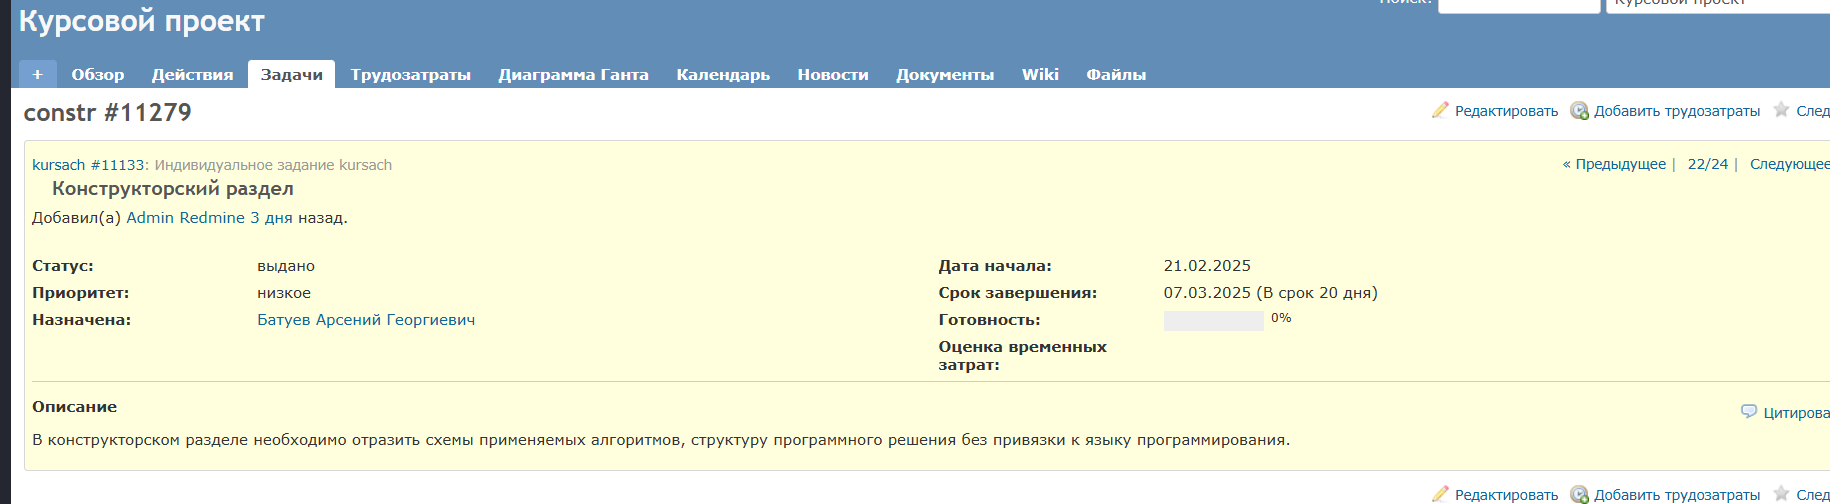 Поиск:
Курсовой проект
Курсовой проект
+ Обзор Действия Задачи Трудозатраты Диаграмма Ганта Календарь Новости Документы Wiki Файлы
constr #11279
Редактировать Добавить трудозатраты След
kursach #11133: Индивидуальное задание kursach
« Предыдущее | 22/24 | Следующее
Конструкторский раздел
Добавил(а) Admin Redmine 3 дня назад.
Статус: выдано Дата начала: 21.02.2025
Приоритет: низкое Срок завершения: 07.03.2025 (В срок 20 дня)
Назначена: Батуев Арсений Георгиевич Готовность: 0%
Оценка временных
затрат:
Описание
Цитирова
В конструкторском разделе необходимо отразить схемы применяемых алгоритмов, структуру программного решения без привязки к языку программирования.
Редактировать Добавить трудозатраты След